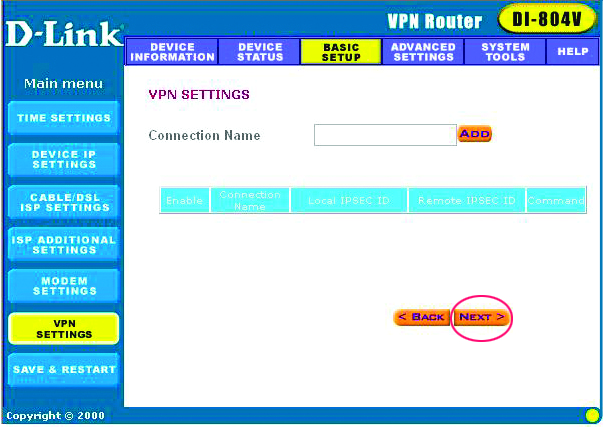 D-Link
VPN Router
DI-804V
DEVICE
INFORMATION
DEVICE
STATUS
BASIC
SETUP
ADVANCED
SETTINGS
SYSTEM
TOOLS
HELP
Main menu
TIME SETTINGS
DEVICE IP
SETTINGS
CABLE/DSL
ISP SETTINGS
ISP ADDITIONAL
SETTINGS
MODEM
SETTINGS
VPN
SETTINGS
SAVE & RESTART
VPN SETTINGS
Connection Name
ADD
Enable
Connection
Name
Local IPSEC ID
Remote IPSEC ID
Command
< BACK
NEXT >
Copyright © 2000